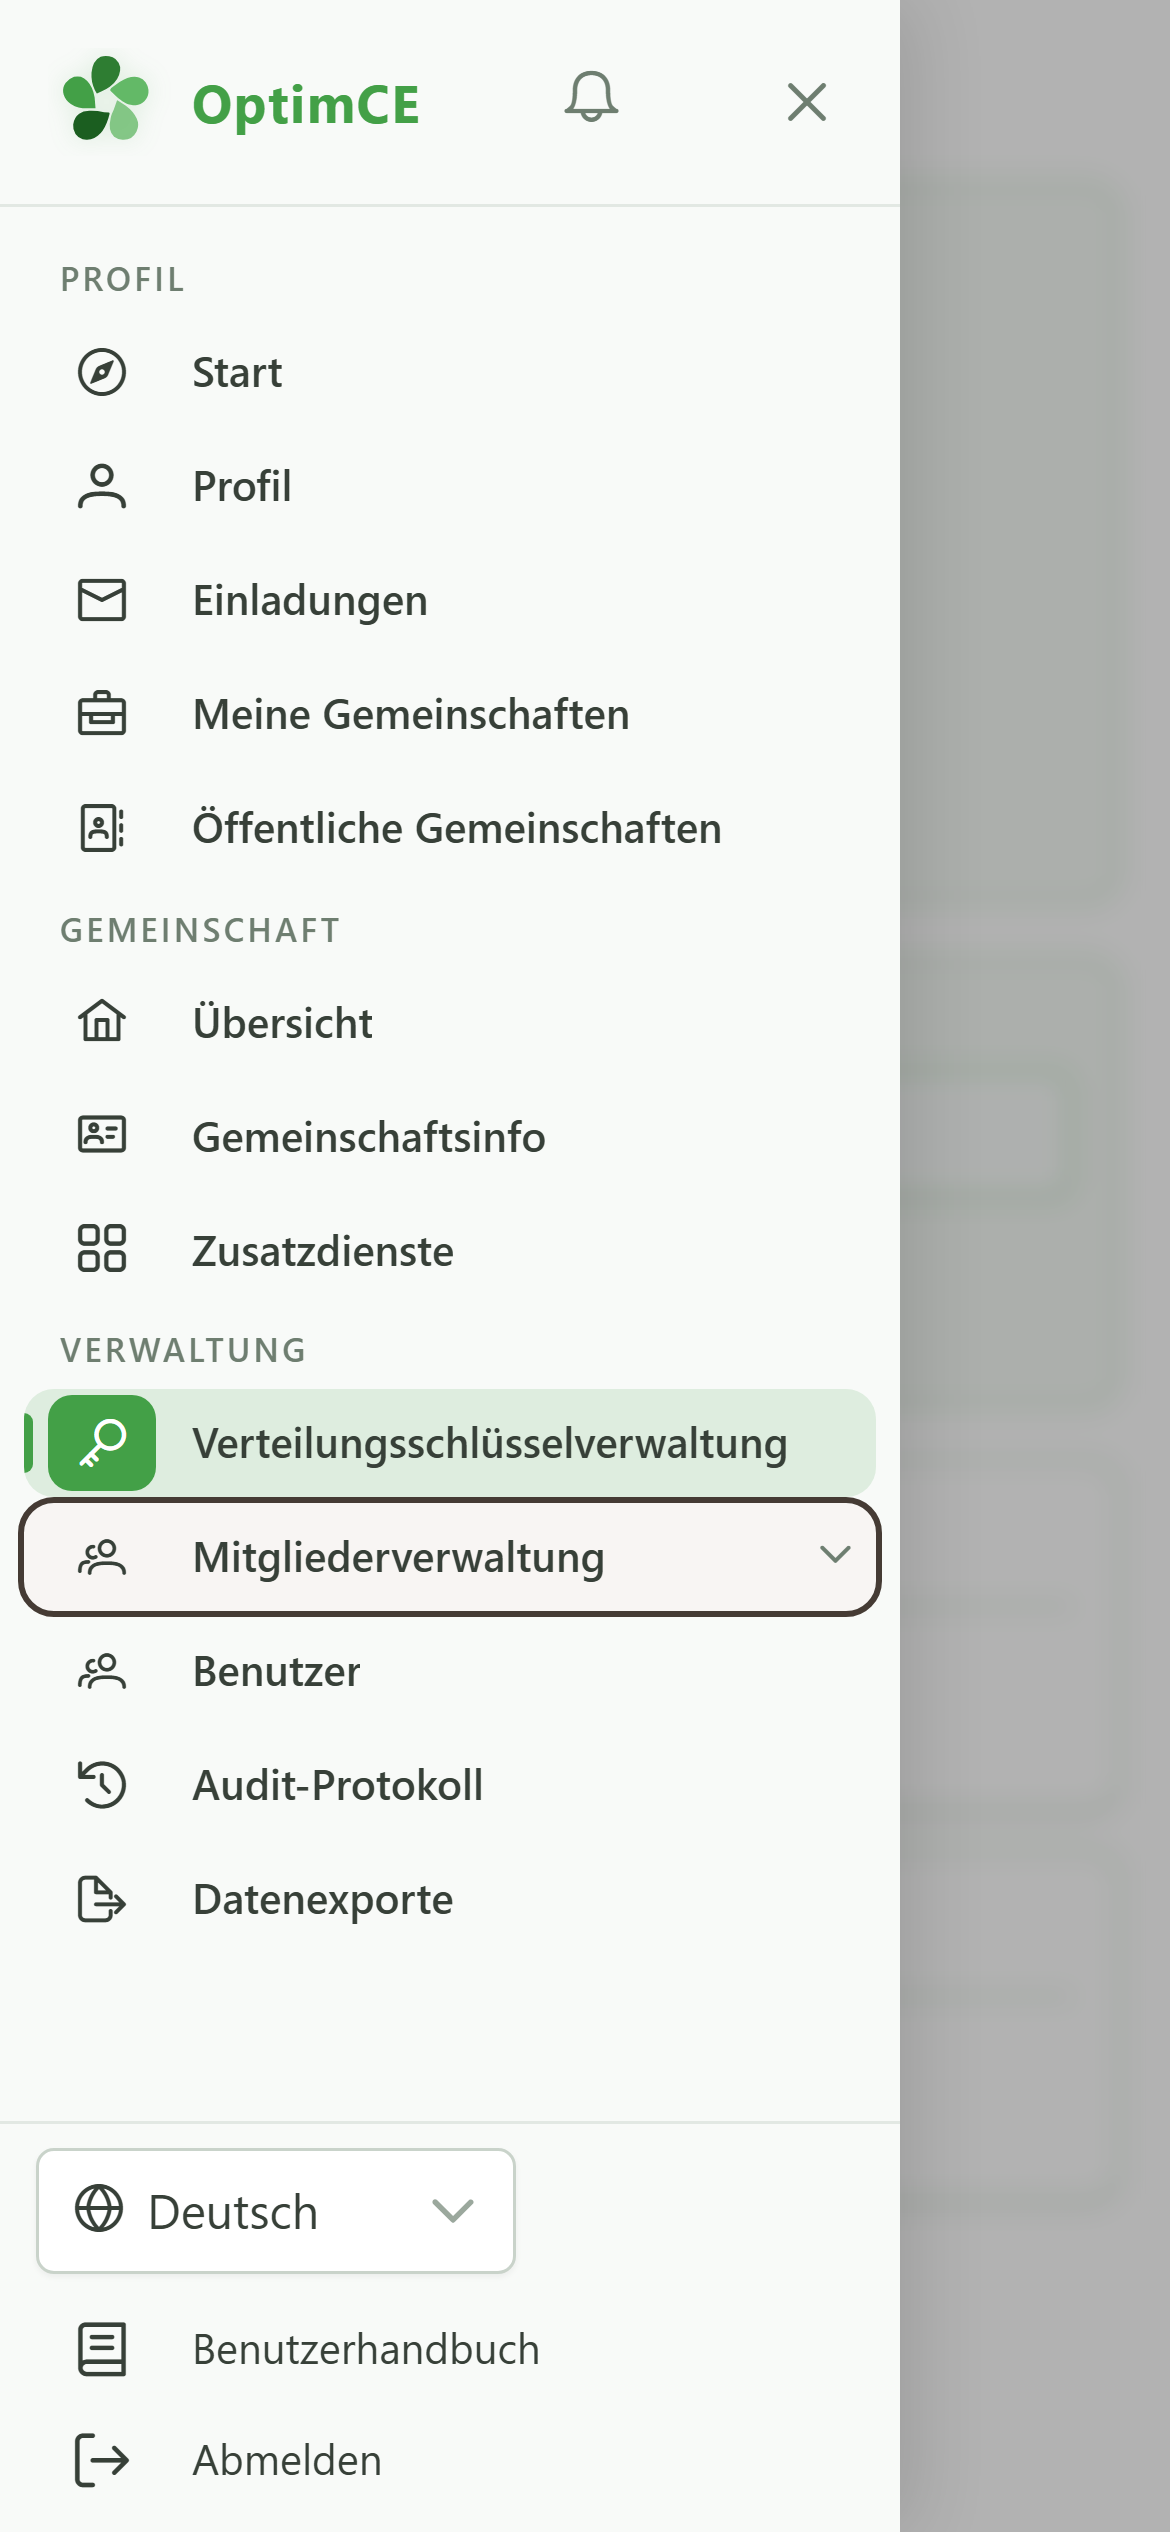 OptimCE
PROFIL
Start
Profil
Einladungen
Meine Gemeinschaften
Öffentliche Gemeinschaften
GEMEINSCHAFT
Übersicht
Gemeinschaftsinfo
Zusatzdienste
VERWALTUNG
Verteilungsschlüsselverwaltung
Mitgliederverwaltung
Benutzer
Audit-Protokoll
Datenexporte
Deutsch
Benutzerhandbuch
Abmelden